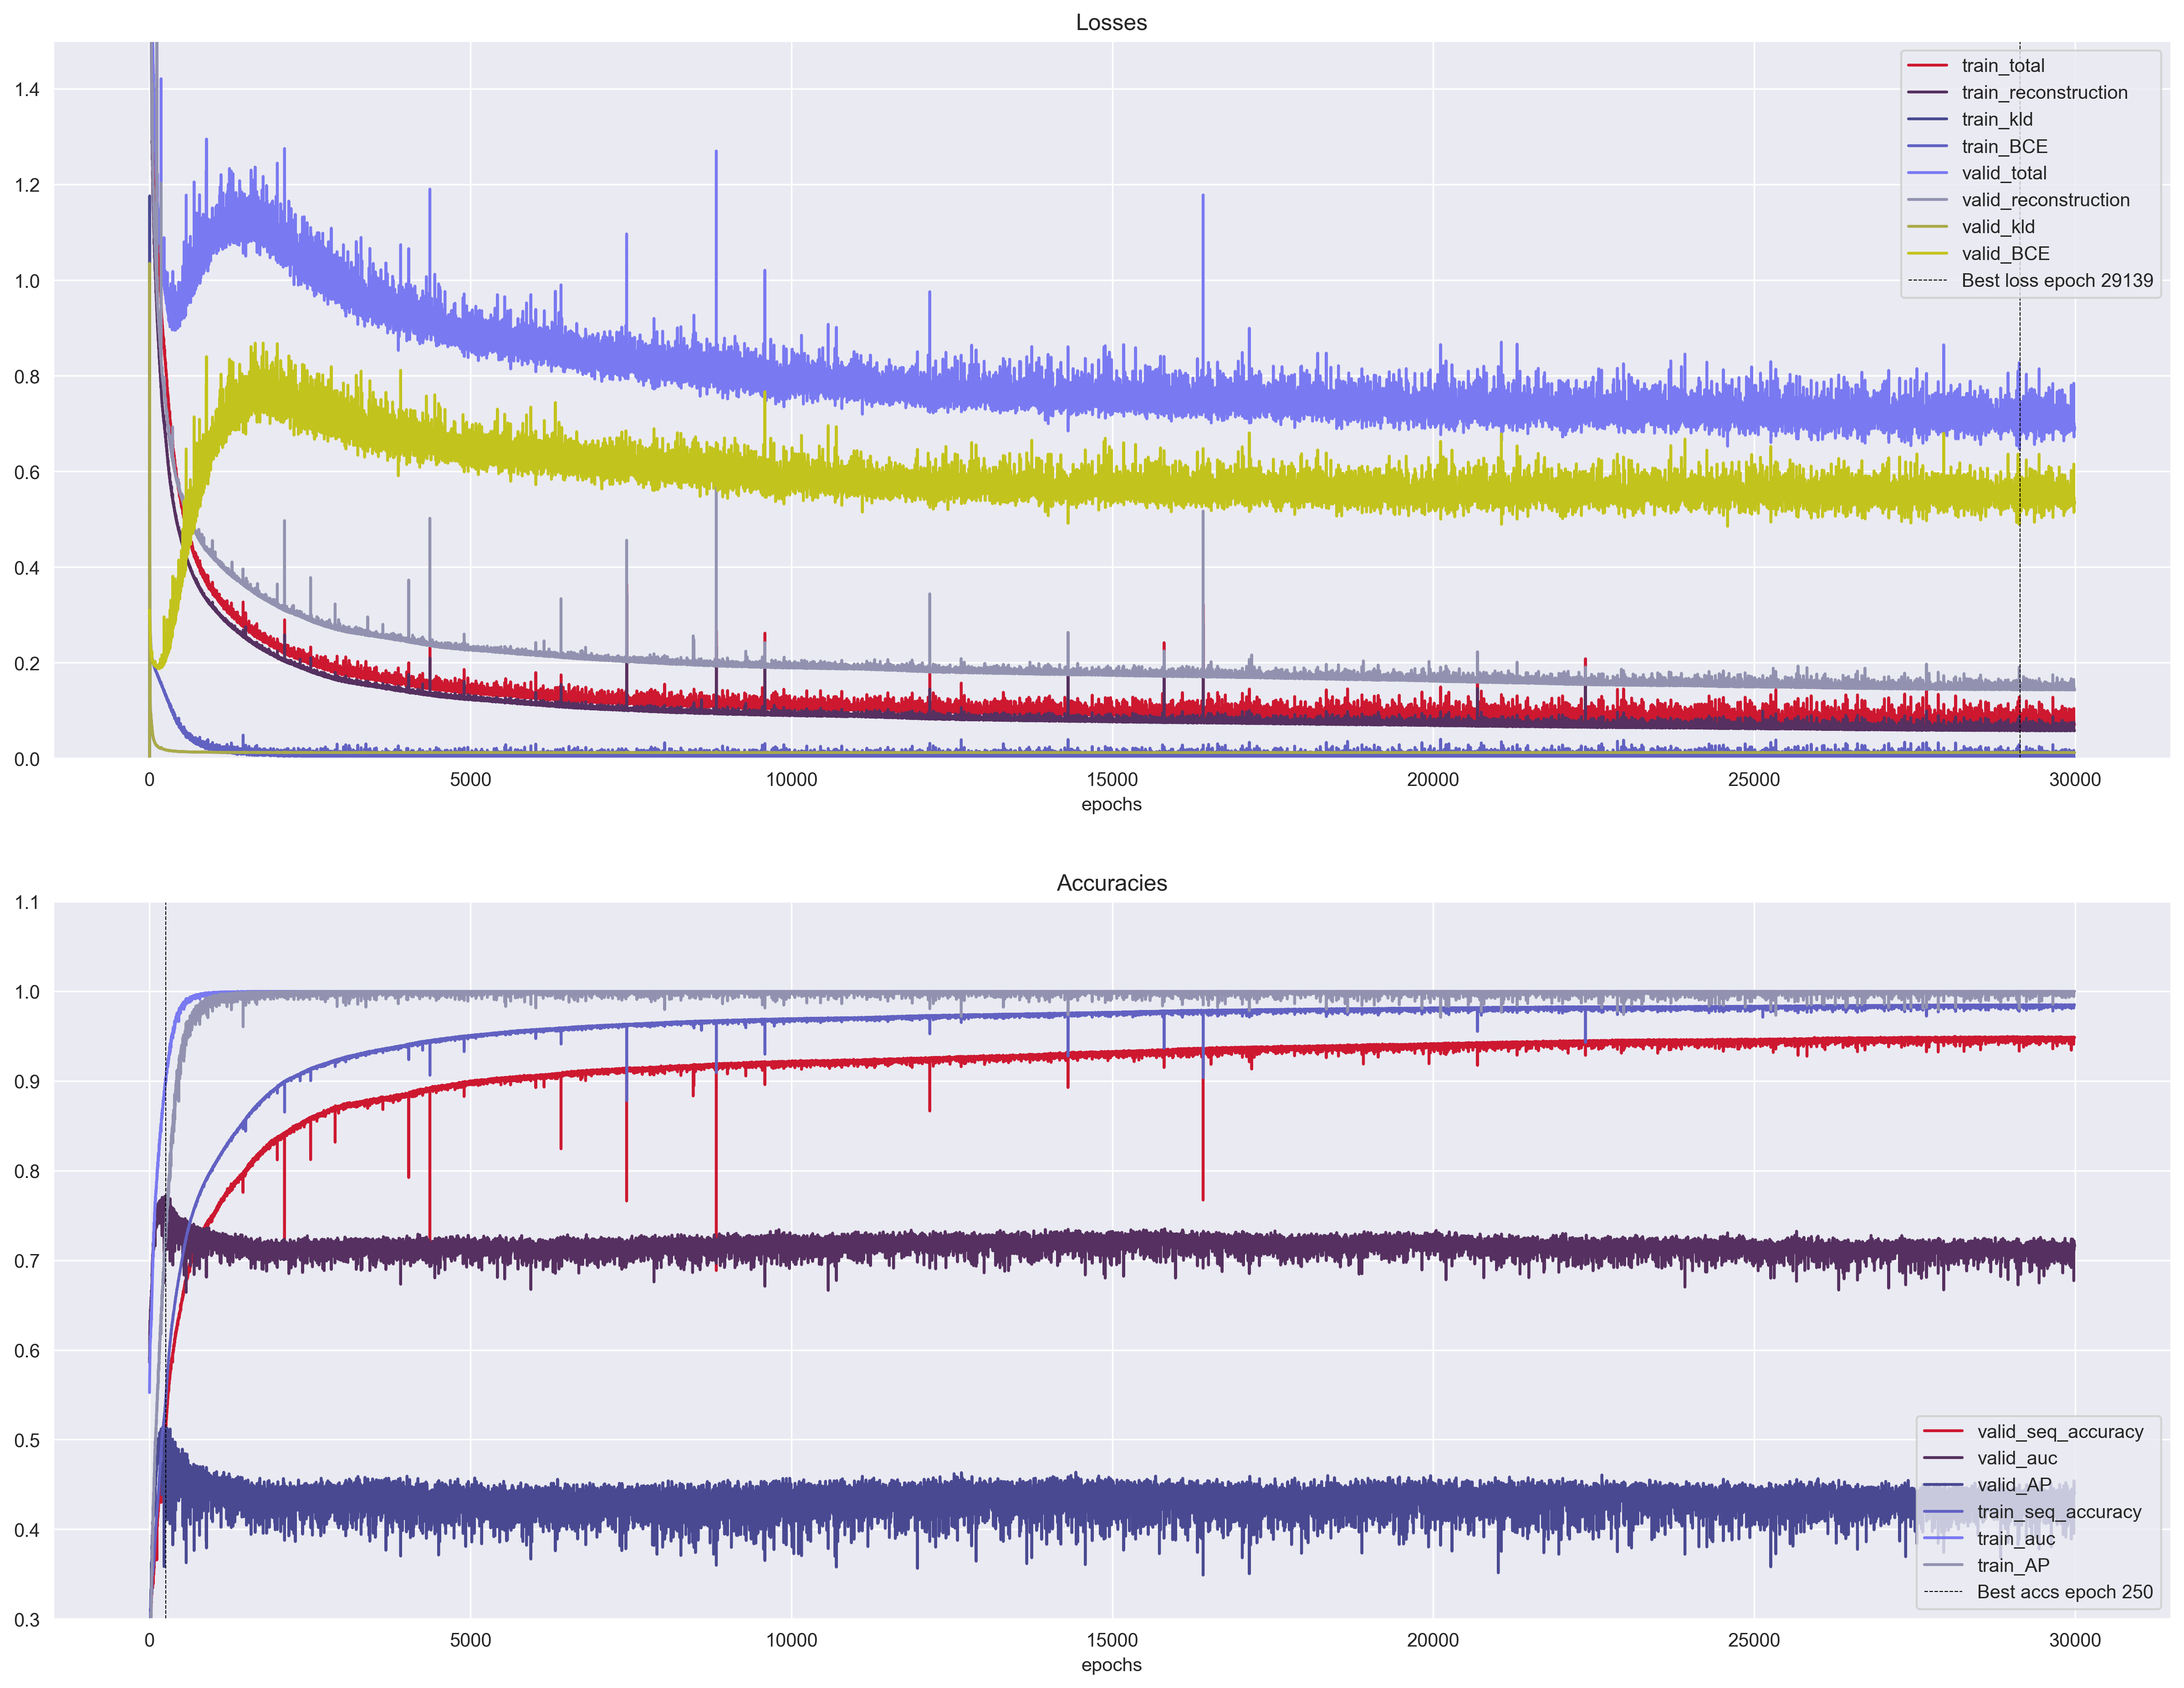 Losses
1.4
1.2
1.0
0.8
0.6
0.4
0.2
0.0
train_total
train_reconstruction
train_kld
train_BCE
valid_total
valid_reconstruction
valid_kld
valid_BCE
Best loss epoch 29139
0 5000 10000 15000 20000 25000 30000
epochs
Accuracies
1.1
1.0
0.9
0.8
0.7
0.6
0.5
0.4
0.3
valid_seq_accuracy
valid_auc
valid_AP
train_seq_accuracy
train_auc
train_AP
Best accs epoch 250
0 5000 10000 15000 20000 25000 30000
epochs